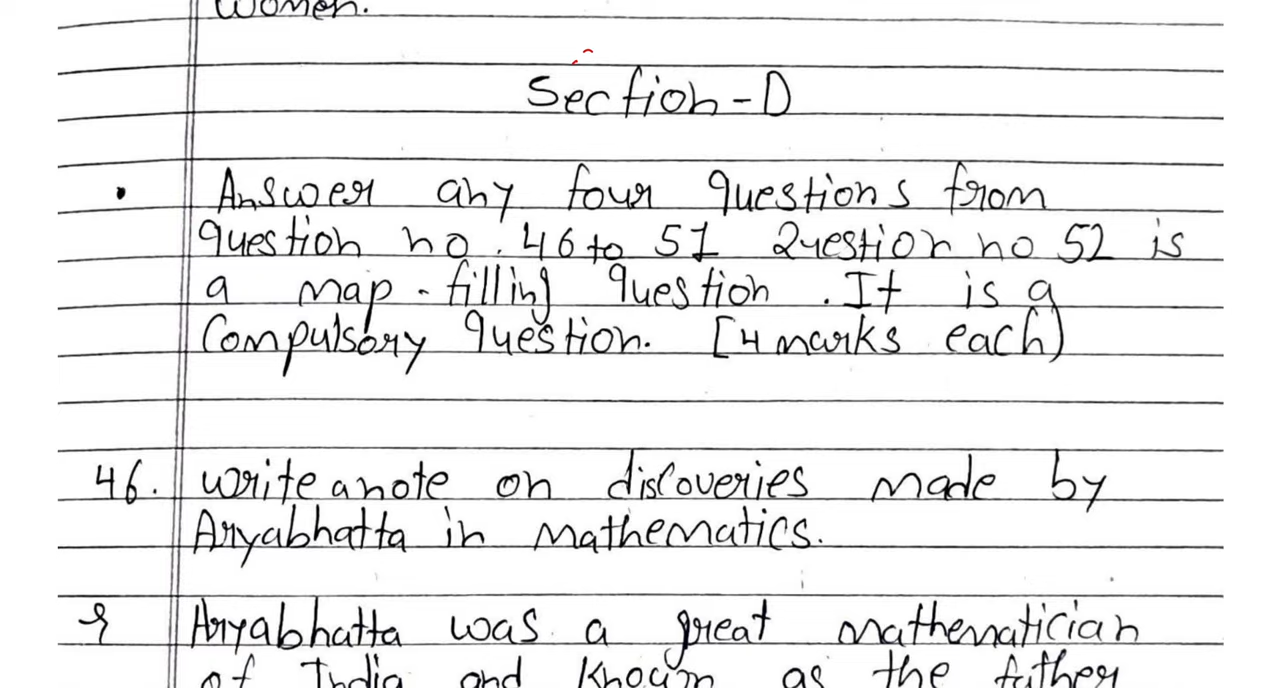 women.
Section-D
• Answer any four questions from
question no. 46 to 51 Question no 52 is
a map-filling question. It is a
Compulsory question. [4 marks each)
46. write a note on discoveries made by
Aryabhatta in mathematics.
Aryabhatta was a great mathematician
of India and known as the father